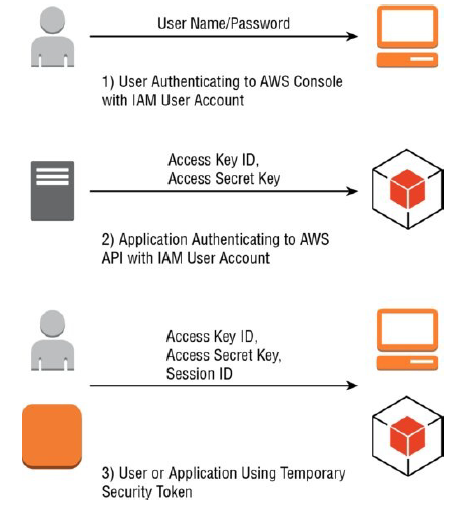 User Name/Password
1) User Authenticating to AWS Console
with IAM User Account
Access Key ID,
Access Secret Key
2) Application Authenticating to AWS
API with IAM User Account
Access Key ID,
Access Secret Key,
Session ID
3) User or Application Using Temporary
Security Token